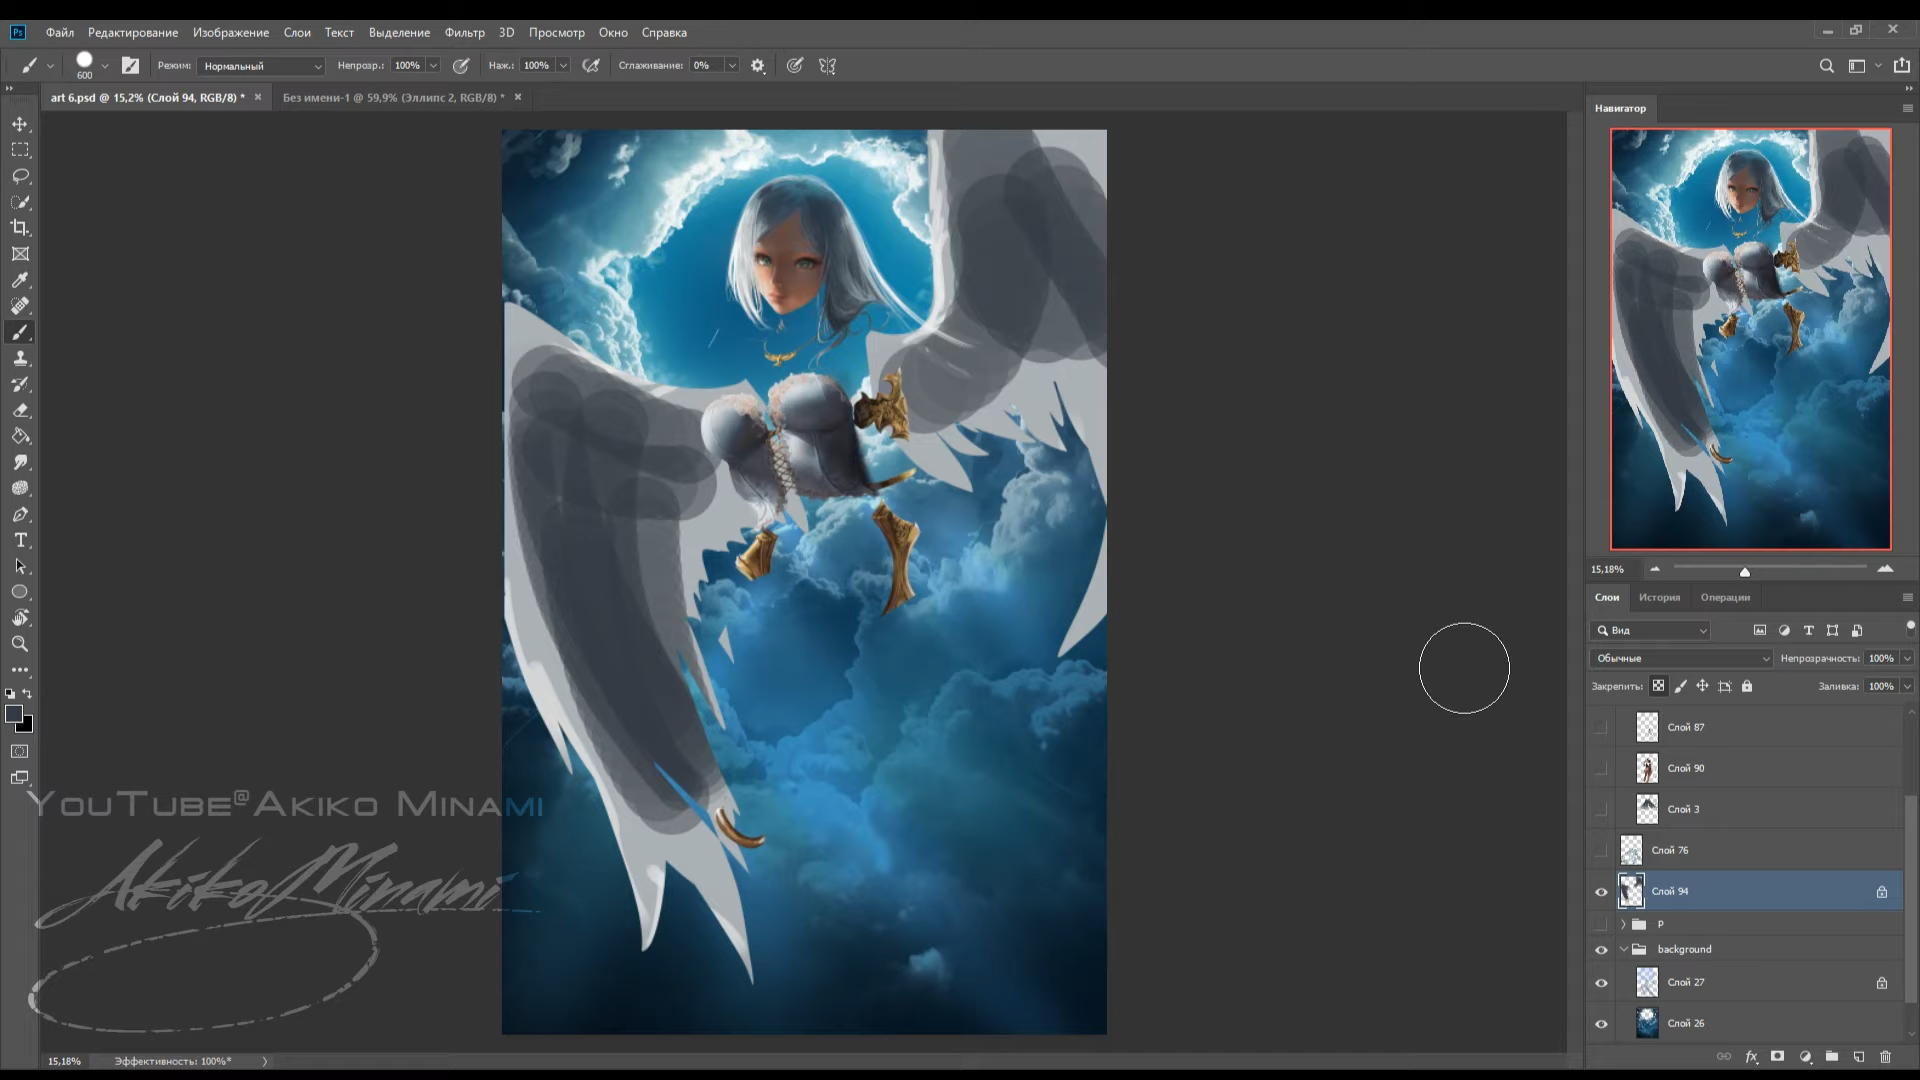 Ps Файл Редактирование Изображение Слои Текст Выделение Фильтр 3D Просмотр Окно Справка
600 Режим: Нормальный Непрозр.: 100% Наж.: 100% Сглаживание: 0%
art 6.psd @ 15,2% (Слой 94, RGB/8) * Без имени-1 @ 59,9% (Эллипс 2, RGB/8) *
Навигатор
15,18%
Слои История Операции
Вид
Обычные Непрозрачность: 100%
Закрепить: Заливка: 100%
Слой 87
Слой 90
Слой 3
Слой 76
Слой 94
P
background
Слой 27
Слой 26
YouTube@Akiko Minami
Akiko Minami
15,18% Эффективность: 100%*